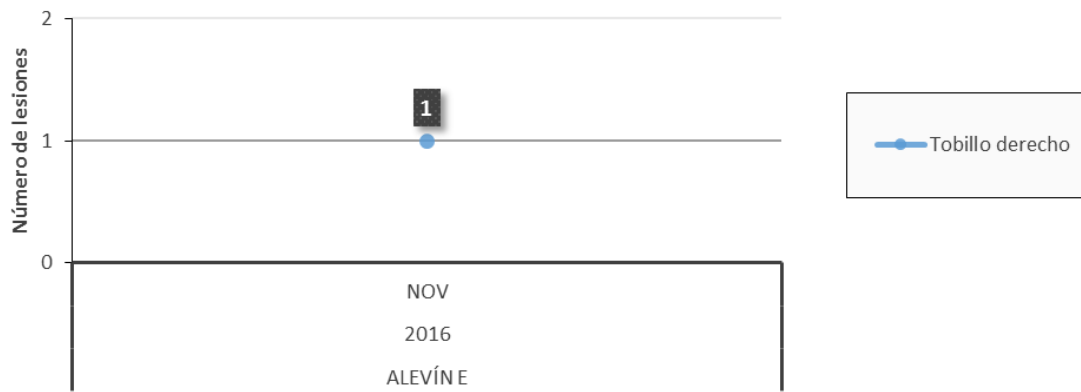 2
1
0
Número de lesiones
1
NOV
2016
ALEVÍN E
Tobillo derecho